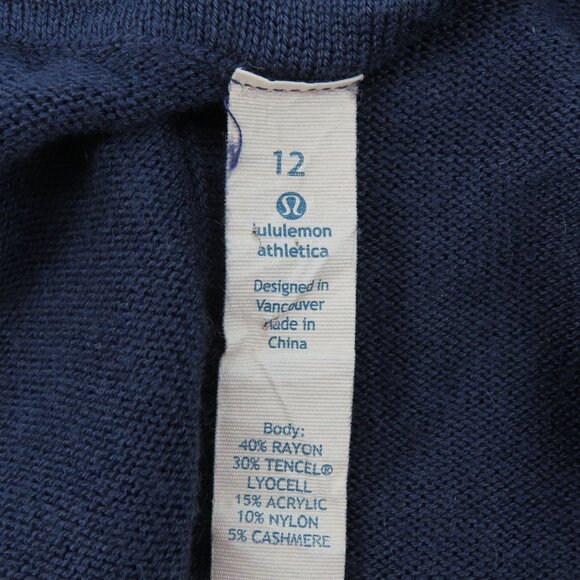 12
lululemon
athletica
Designed in
Vancouver
Made in
China
Body:
40% RAYON
30% TENCEL®
LYOCELL
15% ACRYLIC
10% NYLON
5% CASHMERE